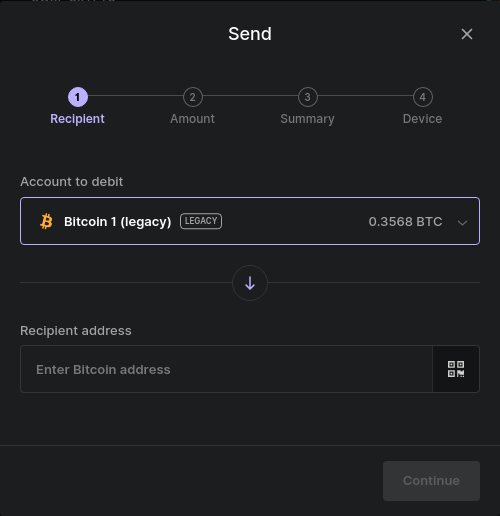 Send
1 2 3 4
Recipient Amount Summary Device
Account to debit
Bitcoin 1 (legacy) LEGACY 0.3568 BTC
Recipient address
Enter Bitcoin address
Continue